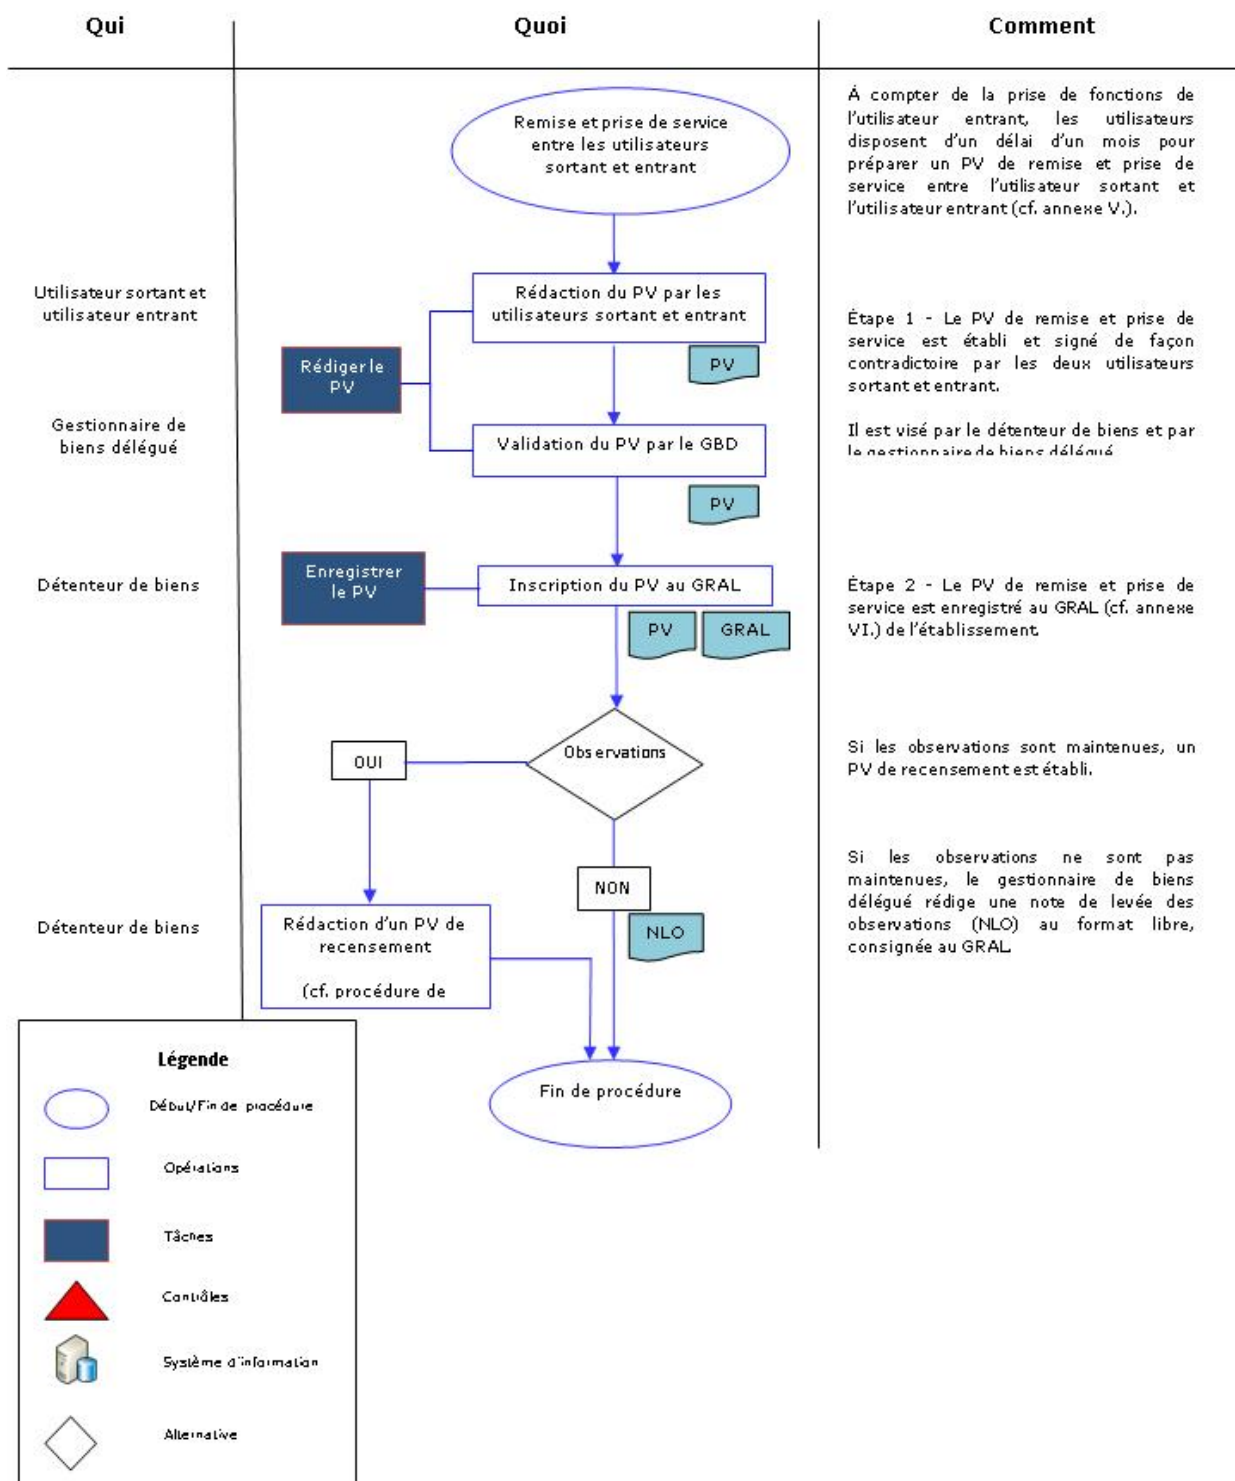 Qui
Quoi
Comment
Remise et prise de service
entre les utilisateurs
sortant et entrant
À compter de la prise de fonctions de
l'utilisateur entrant, les utilisateurs
disposent d'un délai d'un mois pour
préparer un PV de remise et prise
de service entre l'utilisateur sortant et
l'utilisateur entrant (cf. annexe V.).
Utilisateur sortant et
utilisateur entrant
Rédaction du PV par les
utilisateurs sortant et entrant
Rédiger le
PV
PV
Étape 1 - Le PV de remise et prise de
service est établi et signé de façon
contradictoire par les deux utilisateurs
sortant et entrant.
Gestionnaire de
biens délégué
Validation du PV par le GBD
PV
Il est visé par le détenteur de biens et par
le gestionnaire de biens délégué
Détenteur de biens
Enregistrer
le PV
Inscription du PV au GRAL
PV
GRAL
Étape 2 - Le PV de remise et prise de
service est enregistré au GRAL (cf. annexe
VI.) de l'établissement.
Observations
OUI
NON
Si les observations sont maintenues, un
PV de recensement est établi.
Détenteur de biens
Rédaction d'un PV de
recensement
(cf. procédure de
NLO
Si les observations ne sont pas
maintenues, le gestionnaire de biens
délégué rédige une note de levée des
observations (NLO) au format libre,
consignée au GRAL.
Fin de procédure
Légende
Début/Fin de procédure
Opérations
Tâches
Contrôles
Système d'information
Alternative